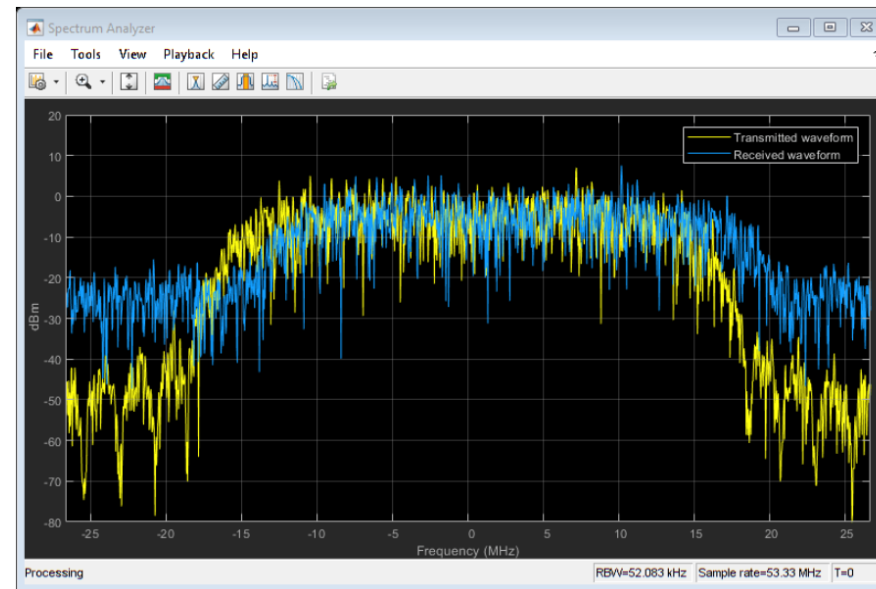 Spectrum Analyzer
File Tools View Playback Help
20
10
0
-10
-20
-30
-40
-50
-60
-70
-80
dBm
Transmitted waveform
Received waveform
-25 -20 -15 -10 -5 0 5 10 15 20 25
Frequency (MHz)
Processing RBW=52.083 kHz Sample rate=53.33 MHz T=0